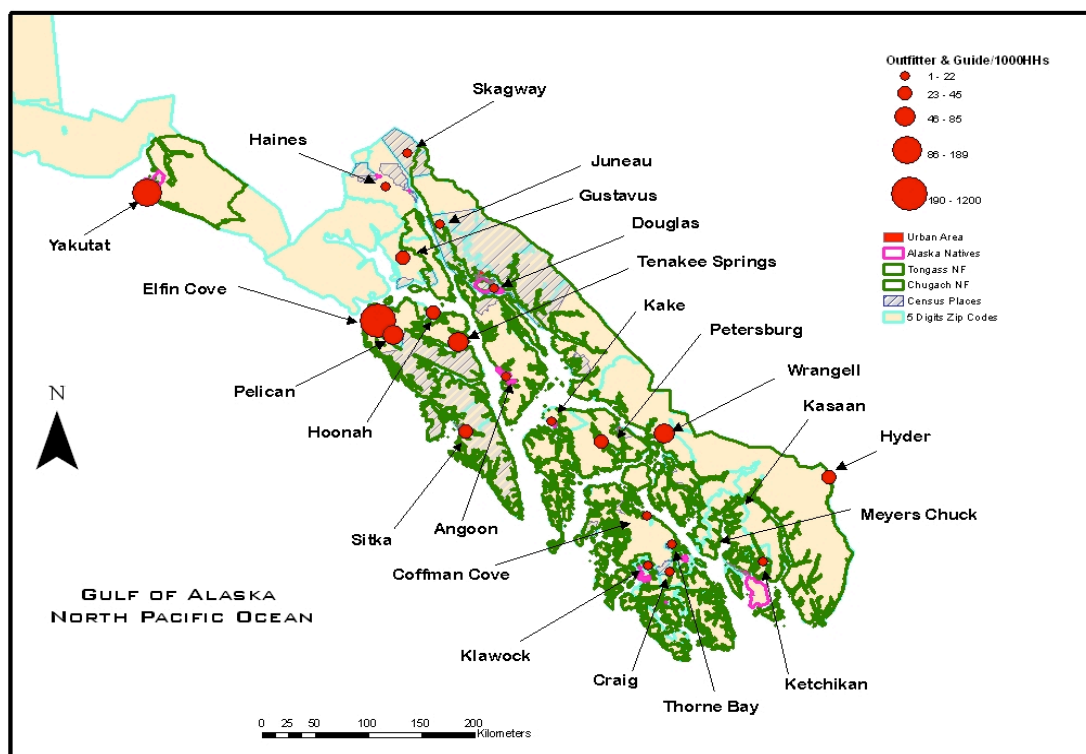 Outfitter & Guide/1000HHs
1 - 22
23 - 45
46 - 85
86 - 189
190 - 1200
Urban Area
Alaska Natives
Tongass NF
Chugach NF
Census Places
5 Digits Zip Codes
Skagway
Haines
Juneau
Gustavus
Douglas
Yakutat
Tenakee Springs
Elfin Cove
Kake
Petersburg
Wrangell
Pelican
Kasaan
N
Hoonah
Hyder
Meyers Chuck
Angoon
Sitka
Coffman Cove
GULF OF ALASKA
NORTH PACIFIC OCEAN
Klawock
Craig
Ketchikan
Thorne Bay
0 25 50 100 150 200
Kilometers